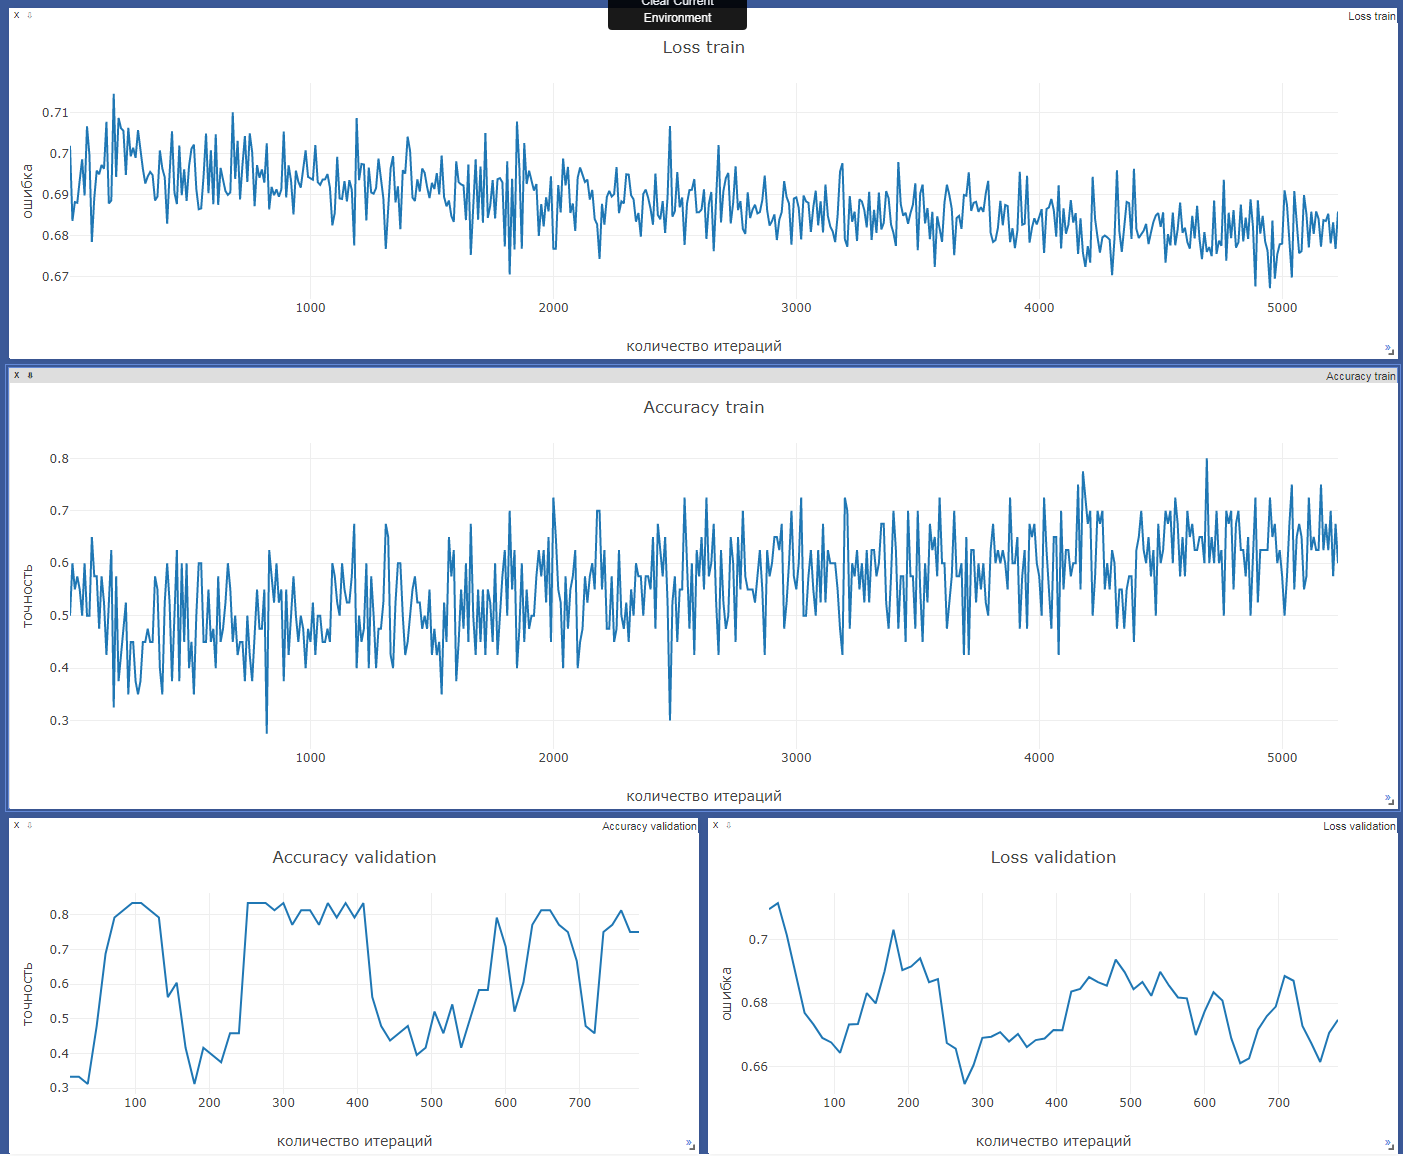 Clear Current
Environment
X ⇩ Loss train
Loss train
0.71
0.7
0.69
0.68
0.67
ошибка
1000 2000 3000 4000 5000
количество итераций
»
X ⇩ Accuracy train
Accuracy train
0.8
0.7
0.6
0.5
0.4
0.3
точность
1000 2000 3000 4000 5000
количество итераций
»
X ⇩ Accuracy validation
Accuracy validation
0.8
0.7
0.6
0.5
0.4
0.3
точность
100 200 300 400 500 600 700
количество итераций
»
X ⇩ Loss validation
Loss validation
0.7
0.68
0.66
ошибка
100 200 300 400 500 600 700
количество итераций
»